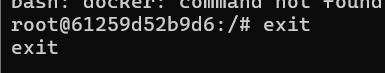 bash: docker: command not found
root@61259d52b9d6:/# exit
exit